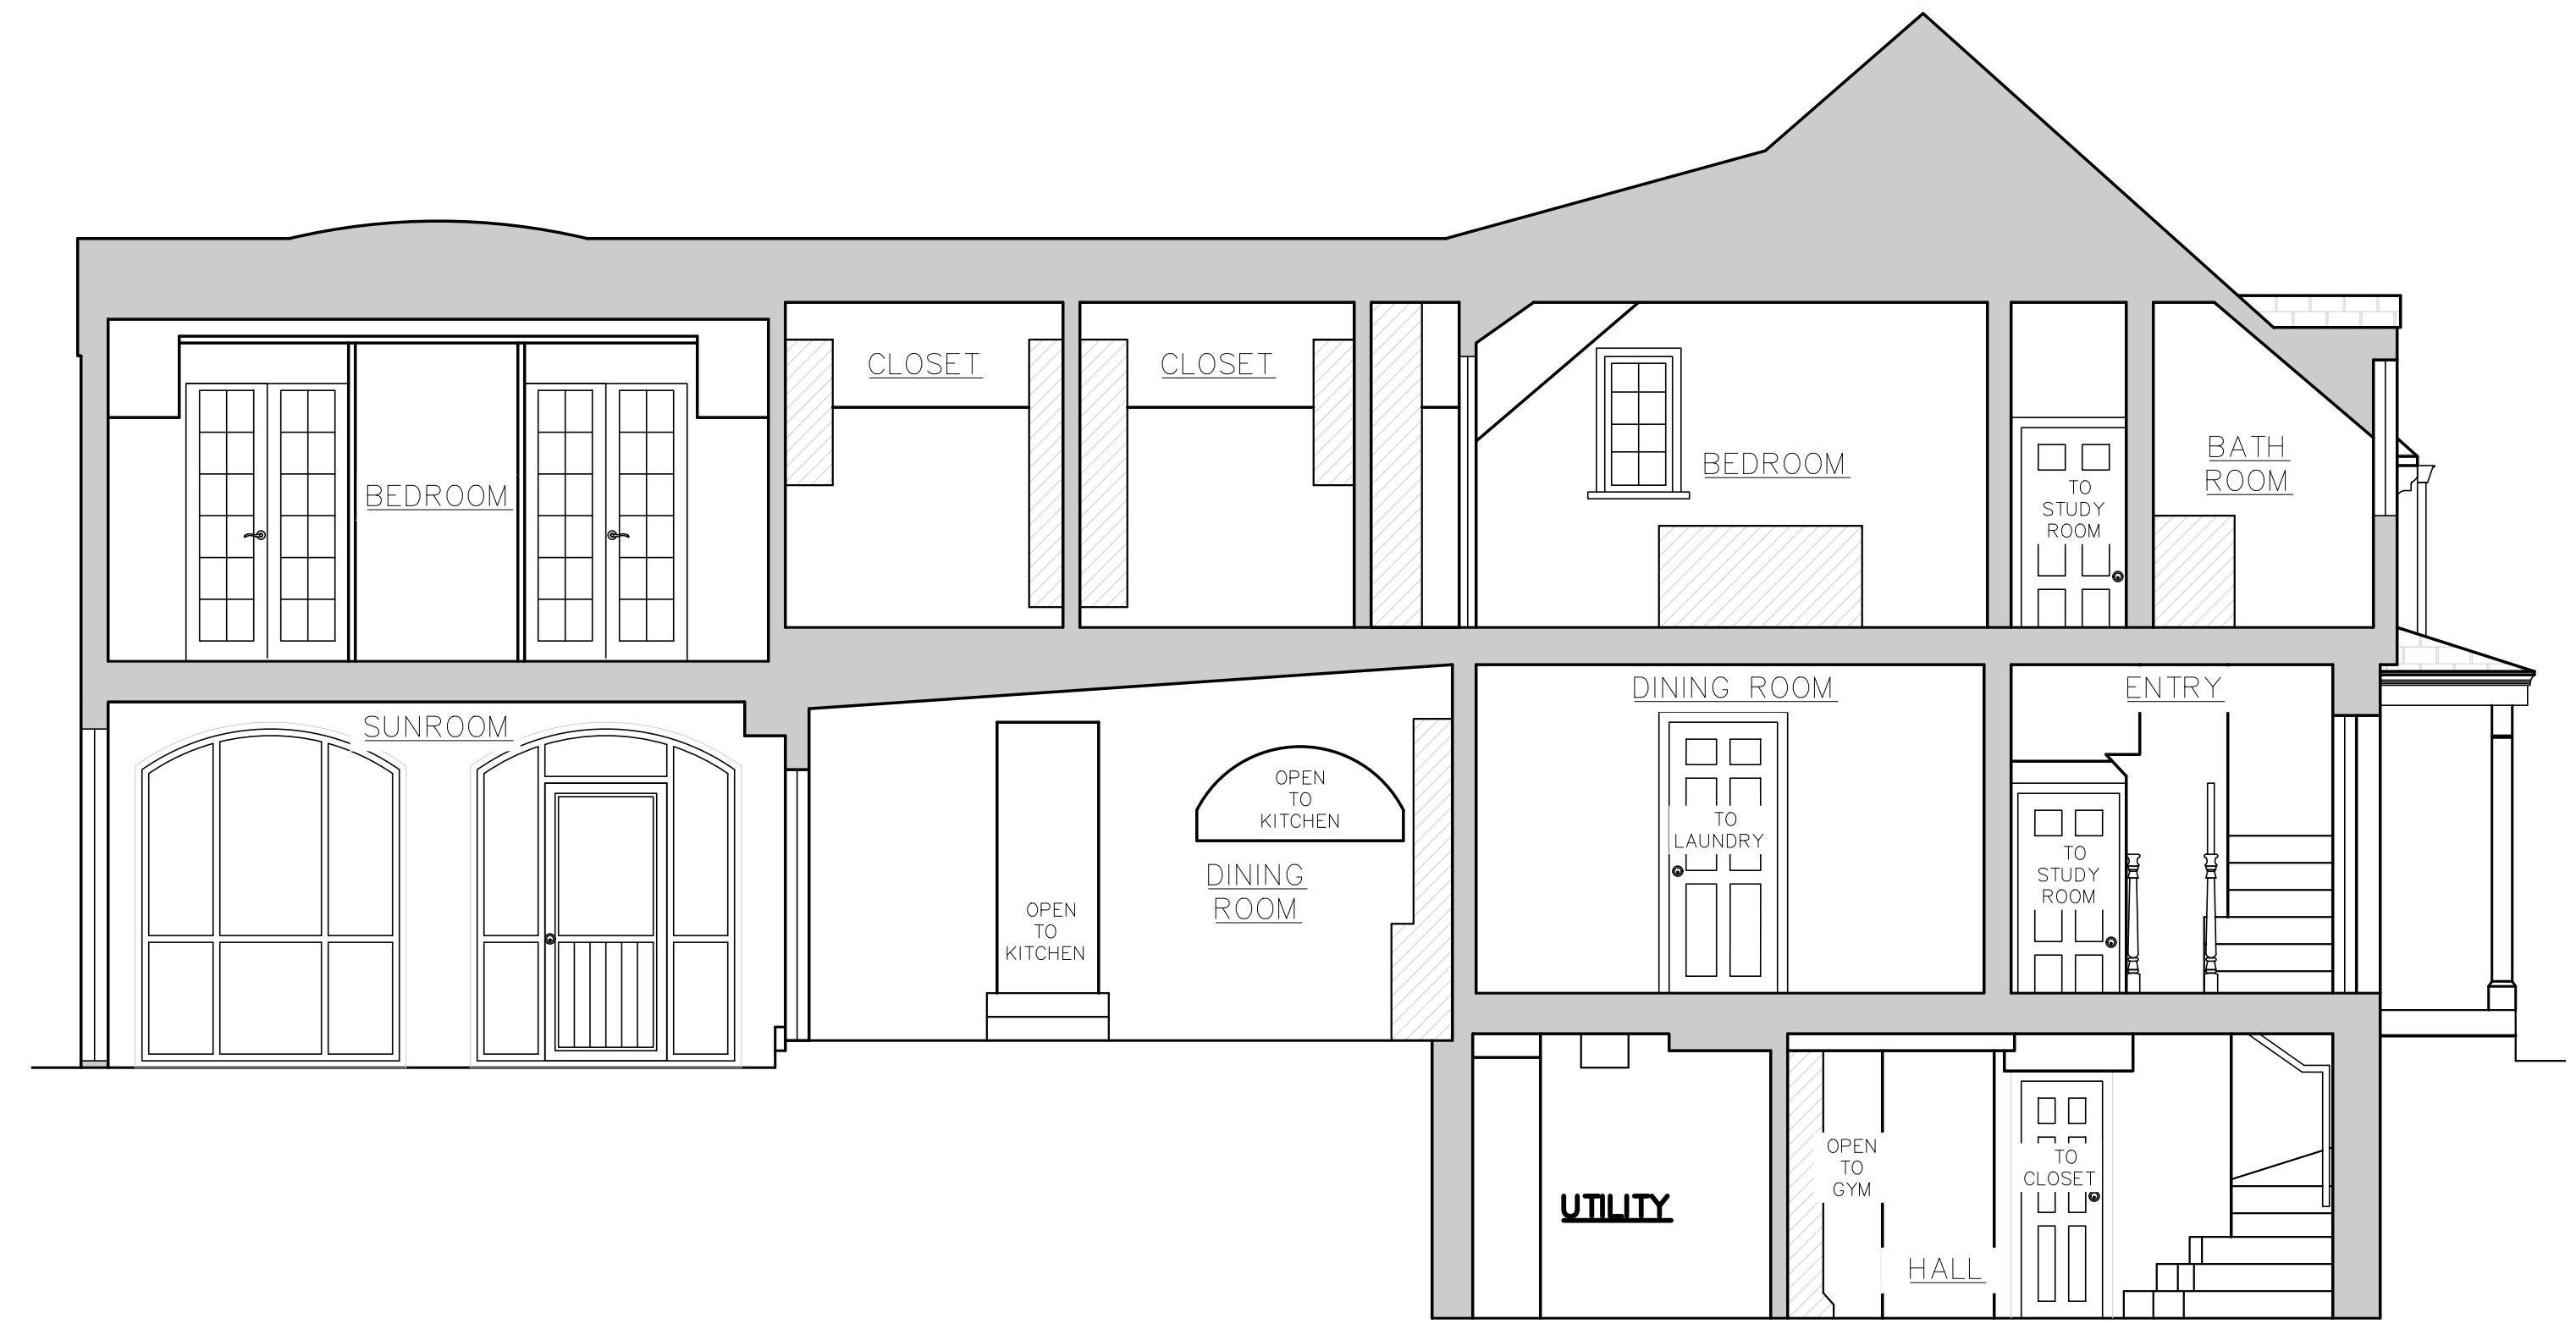 CLOSET
CLOSET
BEDROOM
BEDROOM
TO
STUDY
ROOM
BATH
ROOM
SUNROOM
OPEN
TO
KITCHEN
OPEN
TO
KITCHEN
DINING
ROOM
DINING ROOM
TO
LAUNDRY
ENTRY
TO
STUDY
ROOM
UTILITY
OPEN
TO
GYM
HALL
TO
CLOSET